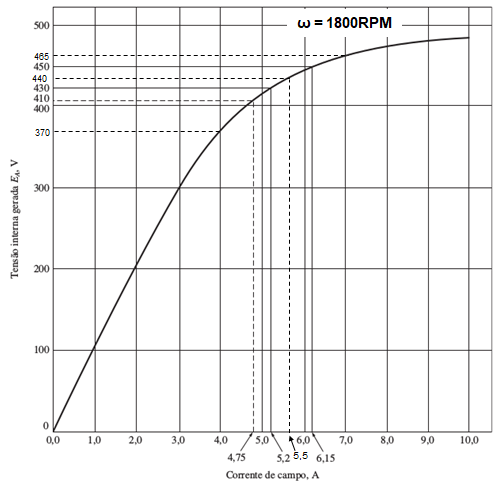 ω = 1800RPM
500
465
450
440
430
410
400
370
300
200
100
0
Tensão interna gerada EA, V
0,0 1,0 2,0 3,0 4,0 5,0 6,0 7,0 8,0 9,0 10,0
4,75 5,2 5,5 6,15
Corrente de campo, A